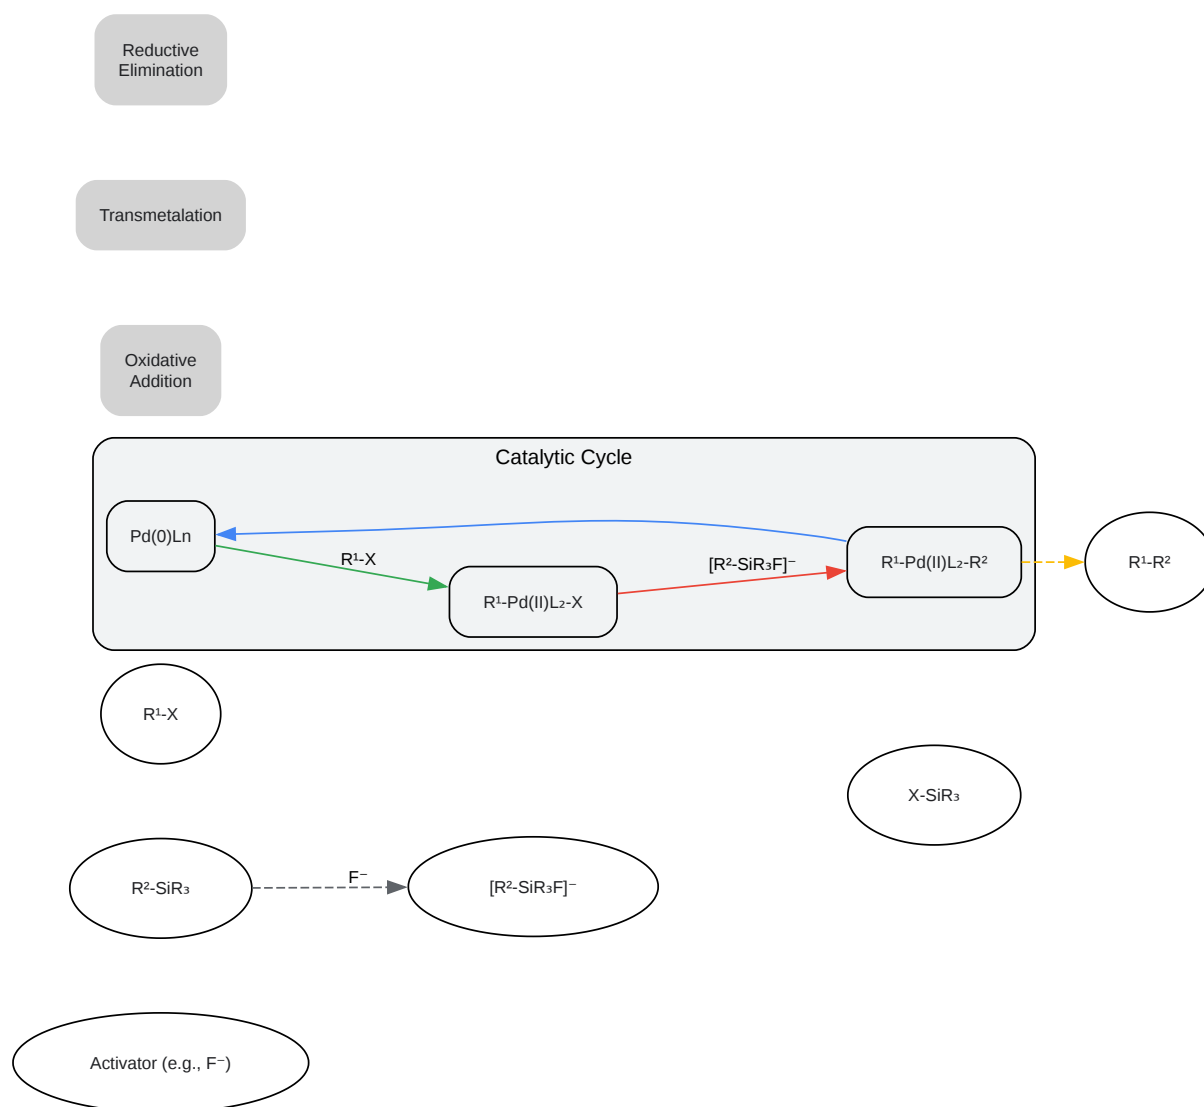 Reductive
Elimination
Transmetalation
Oxidative
Addition
Catalytic Cycle
Pd(0)Ln
R¹-X
[R²-SiR₃F]⁻
R¹-Pd(II)L₂-X
R¹-Pd(II)L₂-R²
R¹-R²
R¹-X
X-SiR₃
R²-SiR₃
F⁻
[R²-SiR₃F]⁻
Activator (e.g., F⁻)